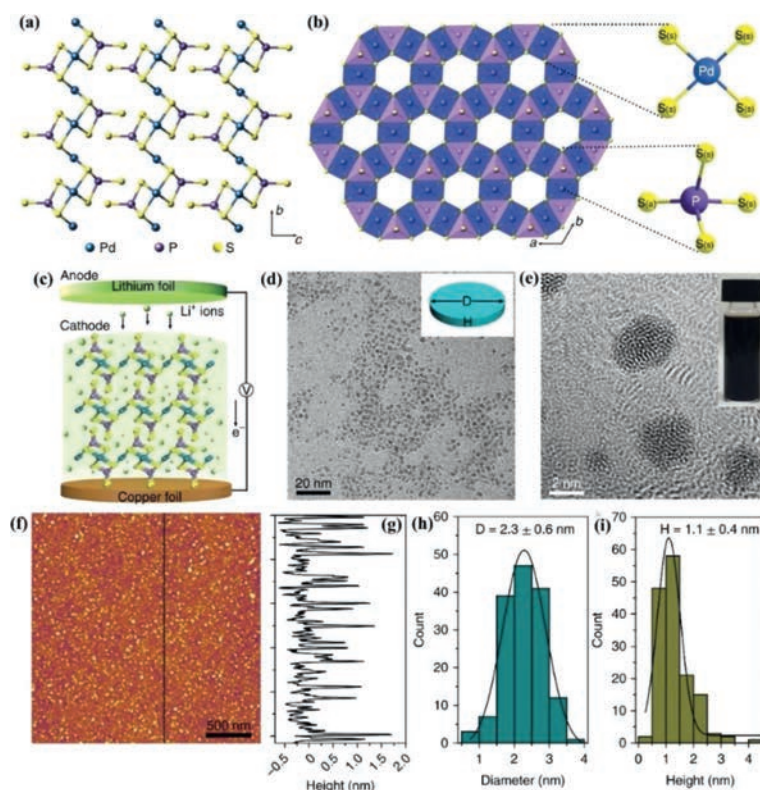 (a)
(b)
S(s)
S(s)
Pd
S(s)
S(s)
S(s)
S(s)
P
S(s)
S(s)
b
c
a
b
Pd
P
S
(c)
Anode
Lithium foil
Li+ ions
Cathode
V
e-
Copper foil
(d)
D
H
20 nm
(e)
2 nm
(f)
500 nm
(g)
-0.5
0
0.5
1.0
1.5
2.0
Height (nm)
(h)
D = 2.3 ± 0.6 nm
60
50
40
30
20
10
0
Count
1
2
3
4
Diameter (nm)
(i)
H = 1.1 ± 0.4 nm
70
60
50
40
30
20
10
0
Count
0
1
2
3
4
Height (nm)